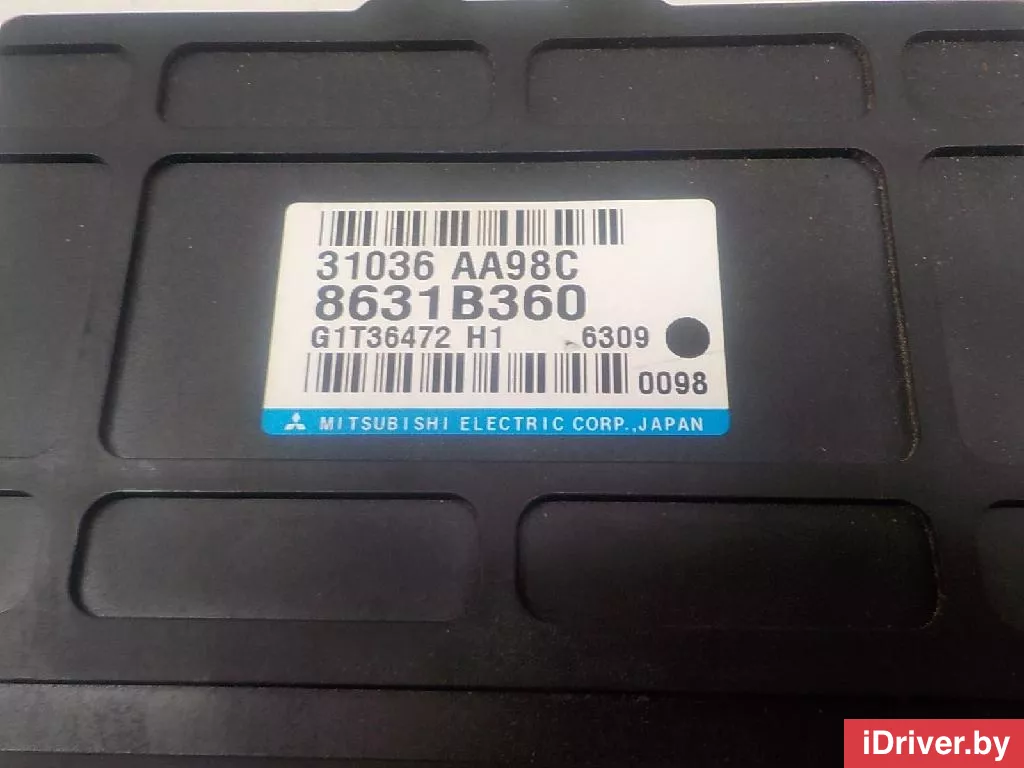 31036 AA98C
8631B360
G1T36472 H1 6309
0098
MITSUBISHI ELECTRIC CORP.,JAPAN
iDriver.by